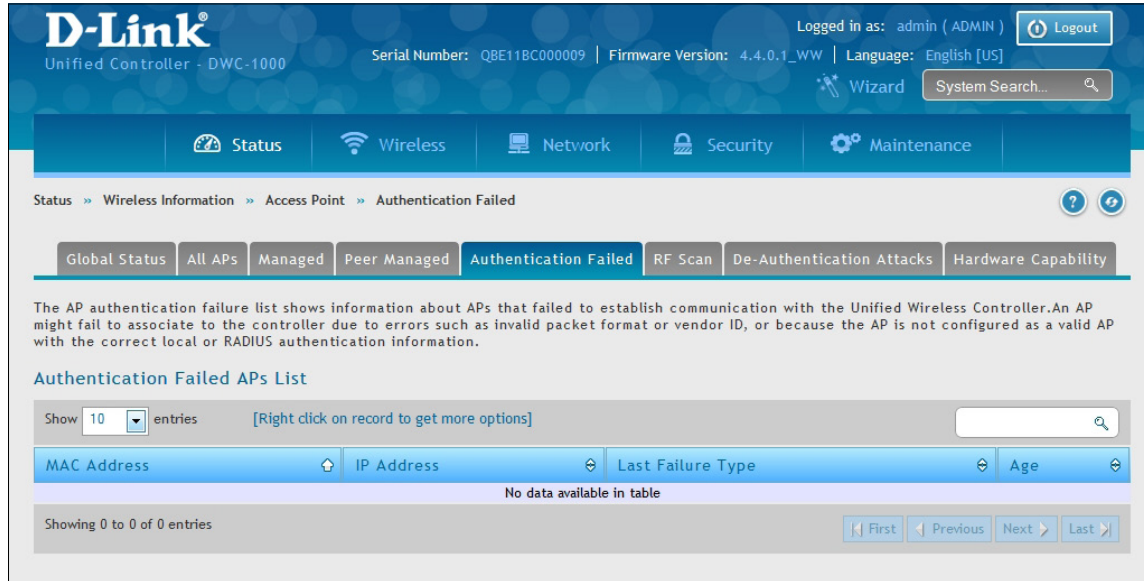 D-Link®
Unified Controller - DWC-1000
Logged in as: admin ( ADMIN ) Logout
Serial Number: QBE11BC000009 | Firmware Version: 4.4.0.1_WW | Language: English [US]
Wizard System Search...
Status Wireless Network Security Maintenance
Status » Wireless Information » Access Point » Authentication Failed ?
Global Status All APs Managed Peer Managed Authentication Failed RF Scan De-Authentication Attacks Hardware Capability
The AP authentication failure list shows information about APs that failed to establish communication with the Unified Wireless Controller.An AP
might fail to associate to the controller due to errors such as invalid packet format or vendor ID, or because the AP is not configured as a valid AP
with the correct local or RADIUS authentication information.
Authentication Failed APs List
Show 10 entries [Right click on record to get more options]
MAC Address IP Address Last Failure Type Age
No data available in table
Showing 0 to 0 of 0 entries First Previous Next Last